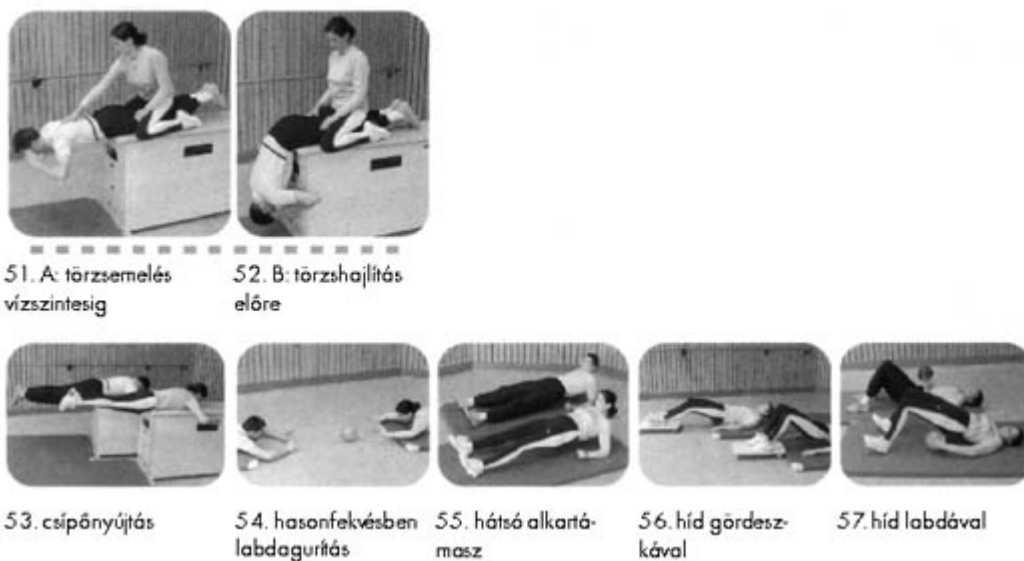 51. A: törzsemelés
vízszintesig
52. B: törzshajlítás
előre
53. csípőnyújtás
54. hasonfekvésben
labdagurítás
55. hátsó alkartá-
masz
56. híd gördesz-
kával
57. híd labdával